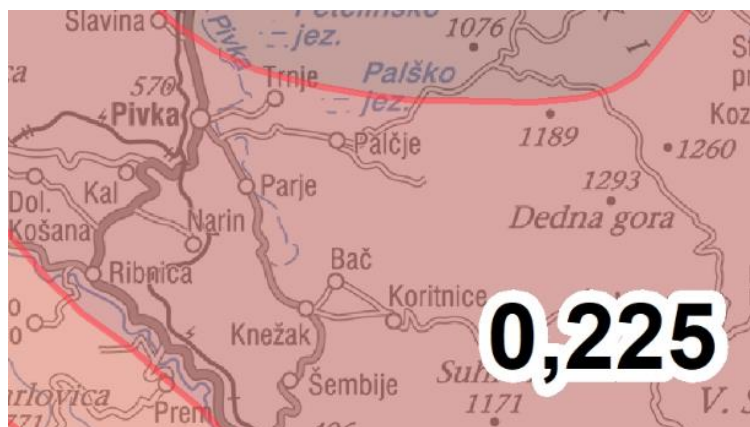 Slavina
Pivka
jez.
1076
570
Trnje
Palško
jez.
Pivka
1189
Koz
Palčje
1260
Kal
Parje
1293
Dol.
Košana
Narin
Dedna gora
Ribnica
Bač
Koritnice
0,225
Knežak
Šembije
Prem
1171
V. S